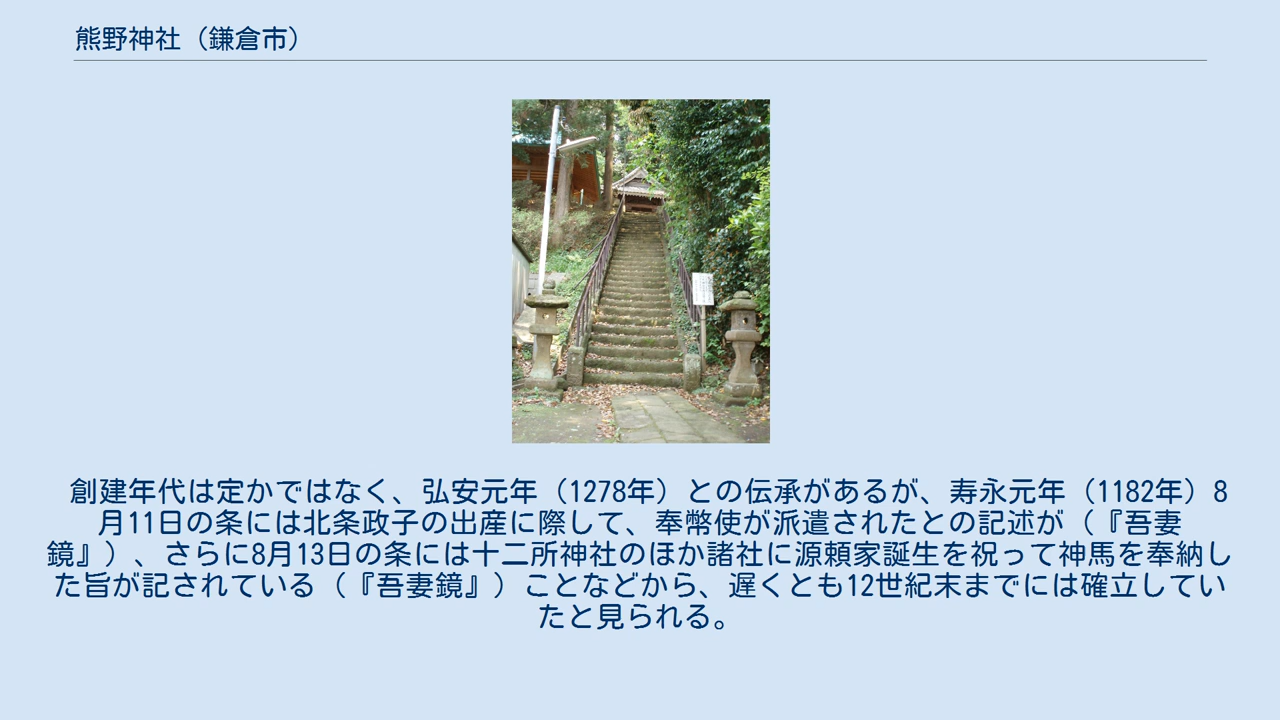 熊野神社（鎌倉市）
創建年代は定かではなく、弘安元年（1278年）との伝承があるが、寿永元年（1182年）8
月11日の条には北条政子の出産に際して、奉幣使が派遣されたとの記述が（『吾妻
鏡』）、さらに8月13日の条には十二所神社のほか諸社に源頼家誕生を祝って神馬を奉納し
た旨が記されている（『吾妻鏡』）ことなどから、遅くとも12世紀末までには確立してい
たと見られる。